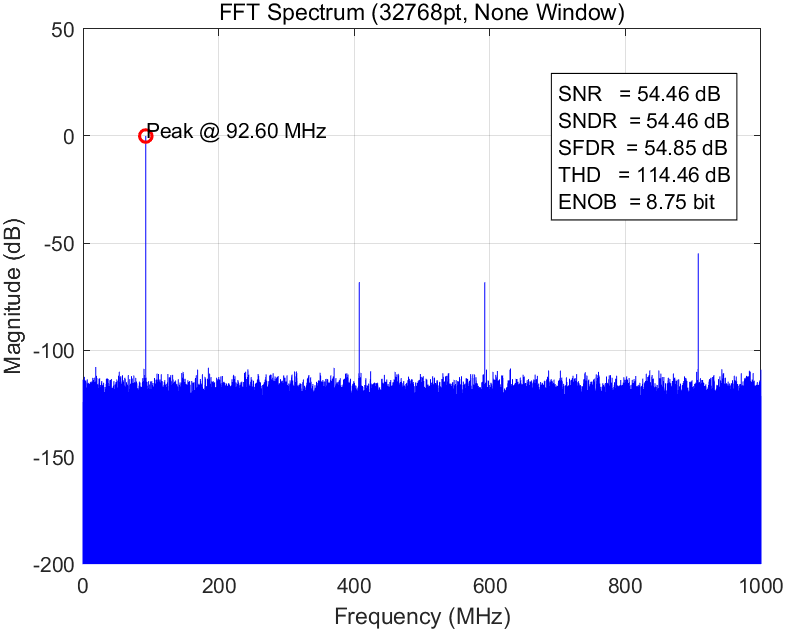 FFT Spectrum (32768pt, None Window)
50
0
-50
-100
-150
-200
Magnitude (dB)
Peak @ 92.60 MHz
SNR = 54.46 dB
SNDR = 54.46 dB
SFDR = 54.85 dB
THD = 114.46 dB
ENOB = 8.75 bit
0 200 400 600 800 1000
Frequency (MHz)